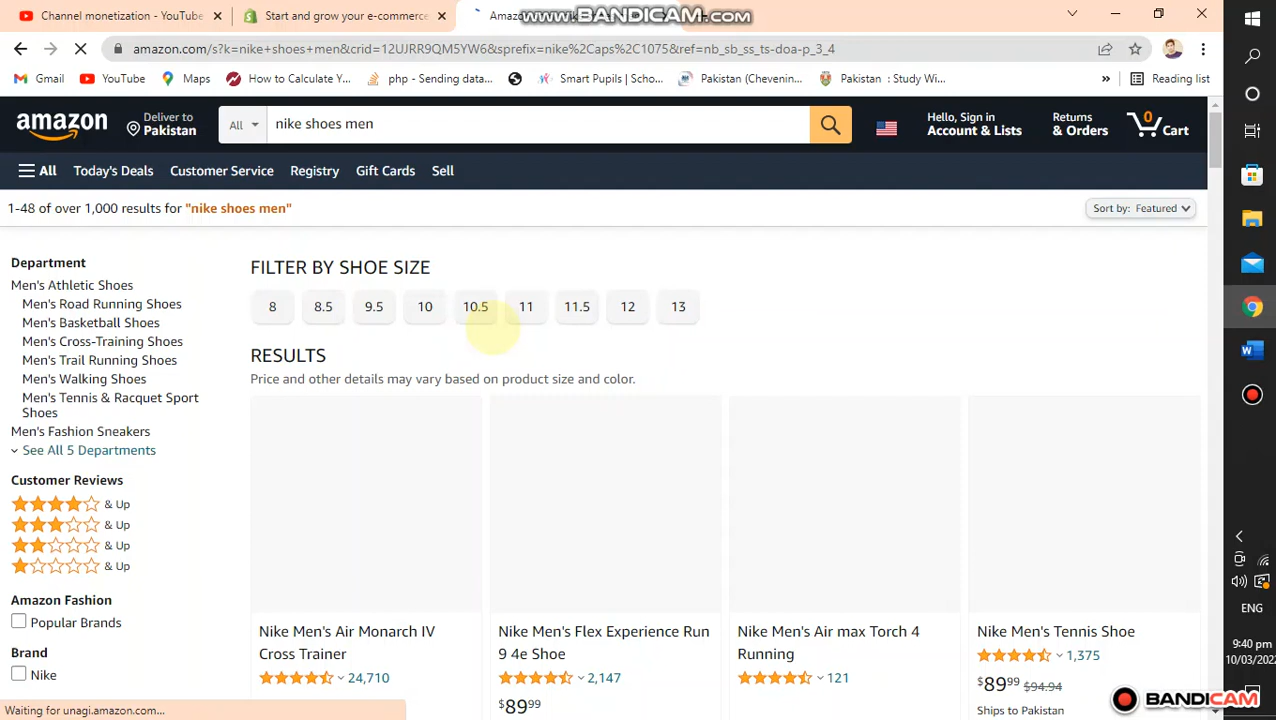 Channel monetization - YouTube
Start and grow your e-commerce
Amazo
www.BANDICAM.com
amazon.com/s?k=nike+shoes+men&crid=12UJRR9QM5YW6&sprefix=nike%2Caps%2C1075&ref=nb_sb_ss_ts-doa-p_3_4
Gmail YouTube Maps How to Calculate Y... php - Sending data... Smart Pupils | Scho... Pakistan (Chevenin... Pakistan : Study Wi... » Reading list
amazon
Deliver to
Pakistan
All
nike shoes men
Hello, Sign in
Account & Lists
Returns
& Orders
0
Cart
All Today's Deals Customer Service Registry Gift Cards Sell
1-48 of over 1,000 results for "nike shoes men"
Sort by: Featured
Department
Men's Athletic Shoes
Men's Road Running Shoes
Men's Basketball Shoes
Men's Cross-Training Shoes
Men's Trail Running Shoes
Men's Walking Shoes
Men's Tennis & Racquet Sport
Shoes
Men's Fashion Sneakers
See All 5 Departments
Customer Reviews
& Up
& Up
& Up
& Up
Amazon Fashion
Popular Brands
Brand
Nike
FILTER BY SHOE SIZE
8 8.5 9.5 10 10.5 11 11.5 12 13
RESULTS
Price and other details may vary based on product size and color.
Nike Men's Air Monarch IV
Cross Trainer
24,710
Nike Men's Flex Experience Run
9 4e Shoe
2,147
$8999
Nike Men's Air max Torch 4
Running
121
Nike Men's Tennis Shoe
1,375
$8999 $94.94
Ships to Pakistan
Waiting for unagi.amazon.com...
ENG
9:40 pm
10/03/2022
BANDICAM